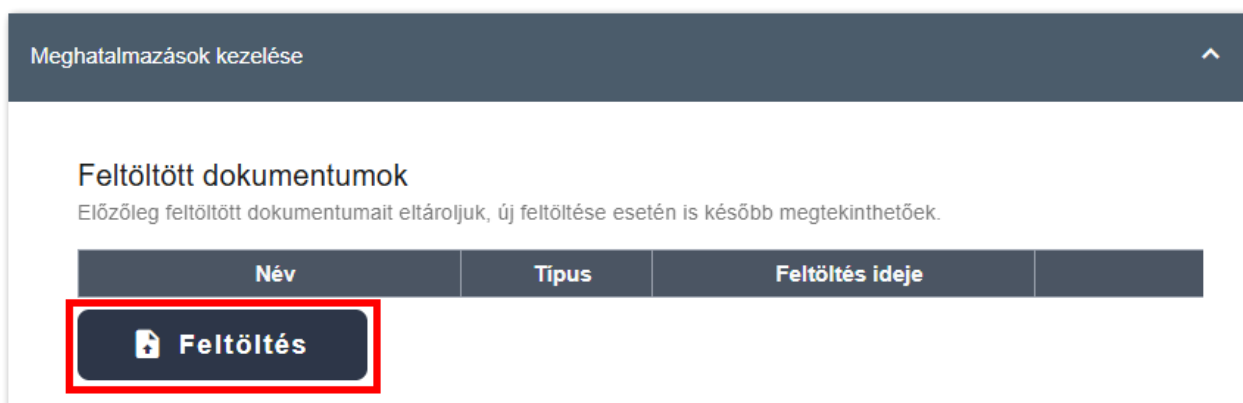 Meghatalmazások kezelése
Feltöltött dokumentumok
Előzőleg feltöltött dokumentumait eltároljuk, új feltöltése esetén is később megtekinthetőek.
Név Típus Feltöltés ideje
Feltöltés